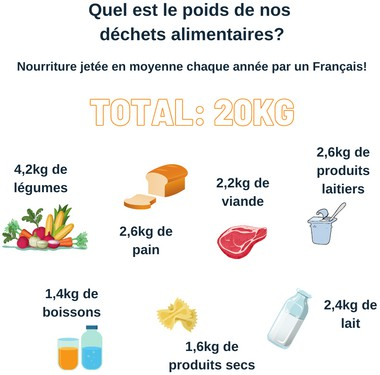 Quel est le poids de nos
déchets alimentaires?
Nourriture jetée en moyenne chaque année par un Français!
TOTAL: 20KG
4,2kg de
légumes
2,6kg de
pain
2,2kg de
viande
2,6kg de
produits
laitiers
1,4kg de
boissons
1,6kg de
produits secs
2,4kg de
lait